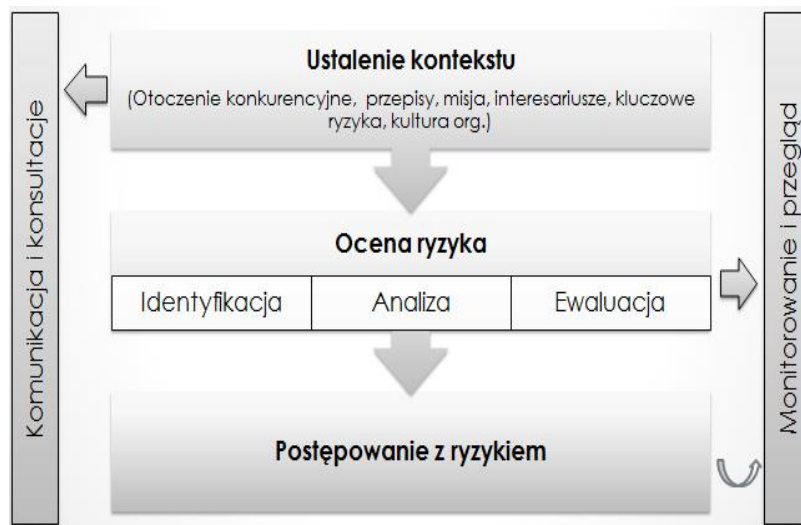 Komunikacja i konsultacje
Ustalenie kontekstu
(Otoczenie konkurencyjne, przepisy, misja, interesariusze, kluczowe
ryzyka, kultura org.)
Ocena ryzyka
Identyfikacja
Analiza
Ewaluacja
Postępowanie z ryzykiem
Monitorowanie i przegląd